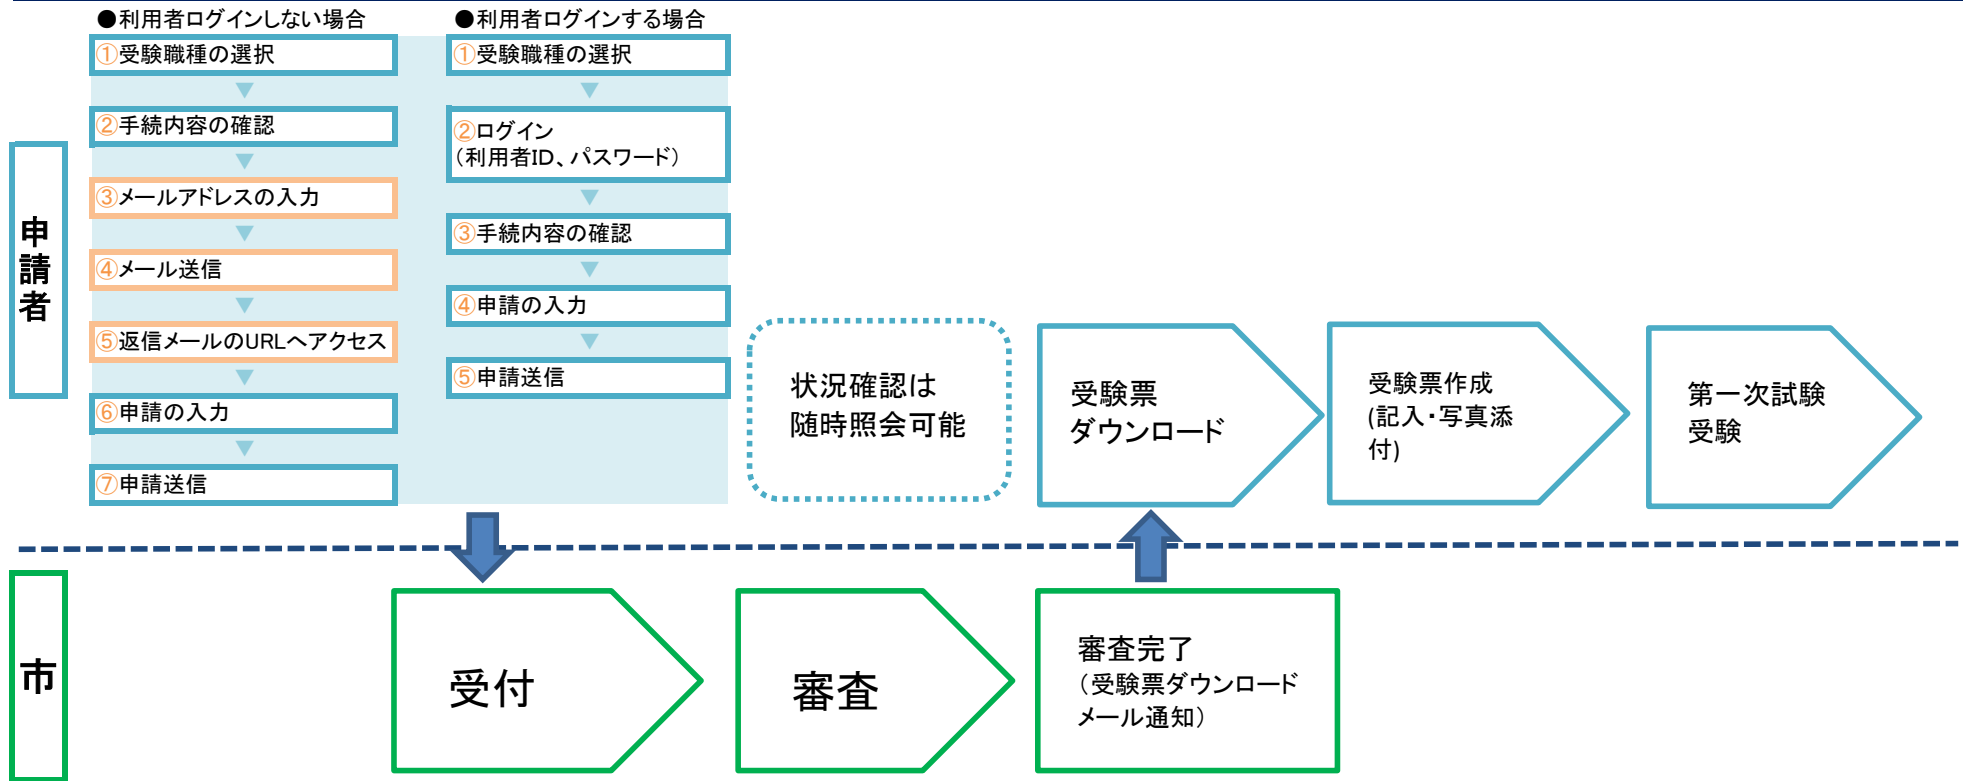 ●利用者ログインしない場合
①受験職種の選択
▼
②手続内容の確認
▼
③メールアドレスの入力
▼
④メール送信
▼
⑤返信メールのURLへアクセス
▼
⑥申請の入力
▼
⑦申請送信
●利用者ログインする場合
①受験職種の選択
▼
②ログイン
（利用者ID、パスワード）
▼
③手続内容の確認
▼
④申請の入力
▼
⑤申請送信
申請者
状況確認は
随時照会可能
受験票
ダウンロード
受験票作成
(記入・写真添
付)
第一次試験
受験
市
受付
審査
審査完了
（受験票ダウンロード
メール通知）